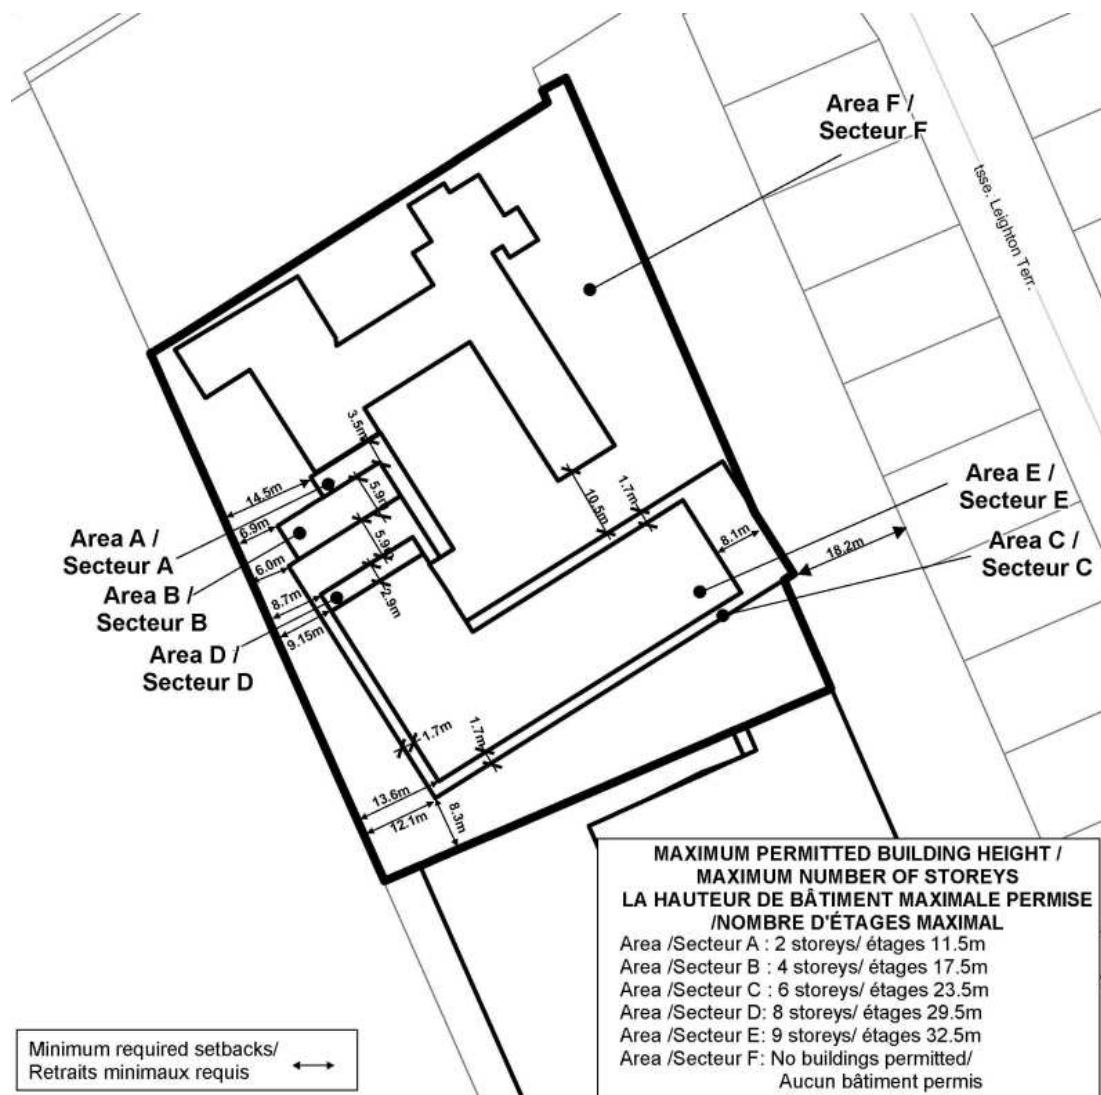 Area F /
Secteur F
tsse. Leighton Terr.
3.5m
14.5m
5.9m
6.9m
10.5m
1.7m
Area E /
Secteur E
Area A /
Secteur A
5.9m
8.1m
18.2m
Area C /
Secteur C
6.0m
Area B /
Secteur B
8.7m
2.9m
9.15m
Area D /
Secteur D
1.7m
1.7m
13.6m
12.1m
8.3m
MAXIMUM PERMITTED BUILDING HEIGHT /
MAXIMUM NUMBER OF STOREYS
LA HAUTEUR DE BÂTIMENT MAXIMALE PERMISE
/NOMBRE D'ÉTAGES MAXIMAL
Area /Secteur A : 2 storeys/ étages 11.5m
Area /Secteur B : 4 storeys/ étages 17.5m
Area /Secteur C : 6 storeys/ étages 23.5m
Area /Secteur D: 8 storeys/ étages 29.5m
Area /Secteur E: 9 storeys/ étages 32.5m
Area /Secteur F: No buildings permitted/
Aucun bâtiment permis
Minimum required setbacks/
Retraits minimaux requis